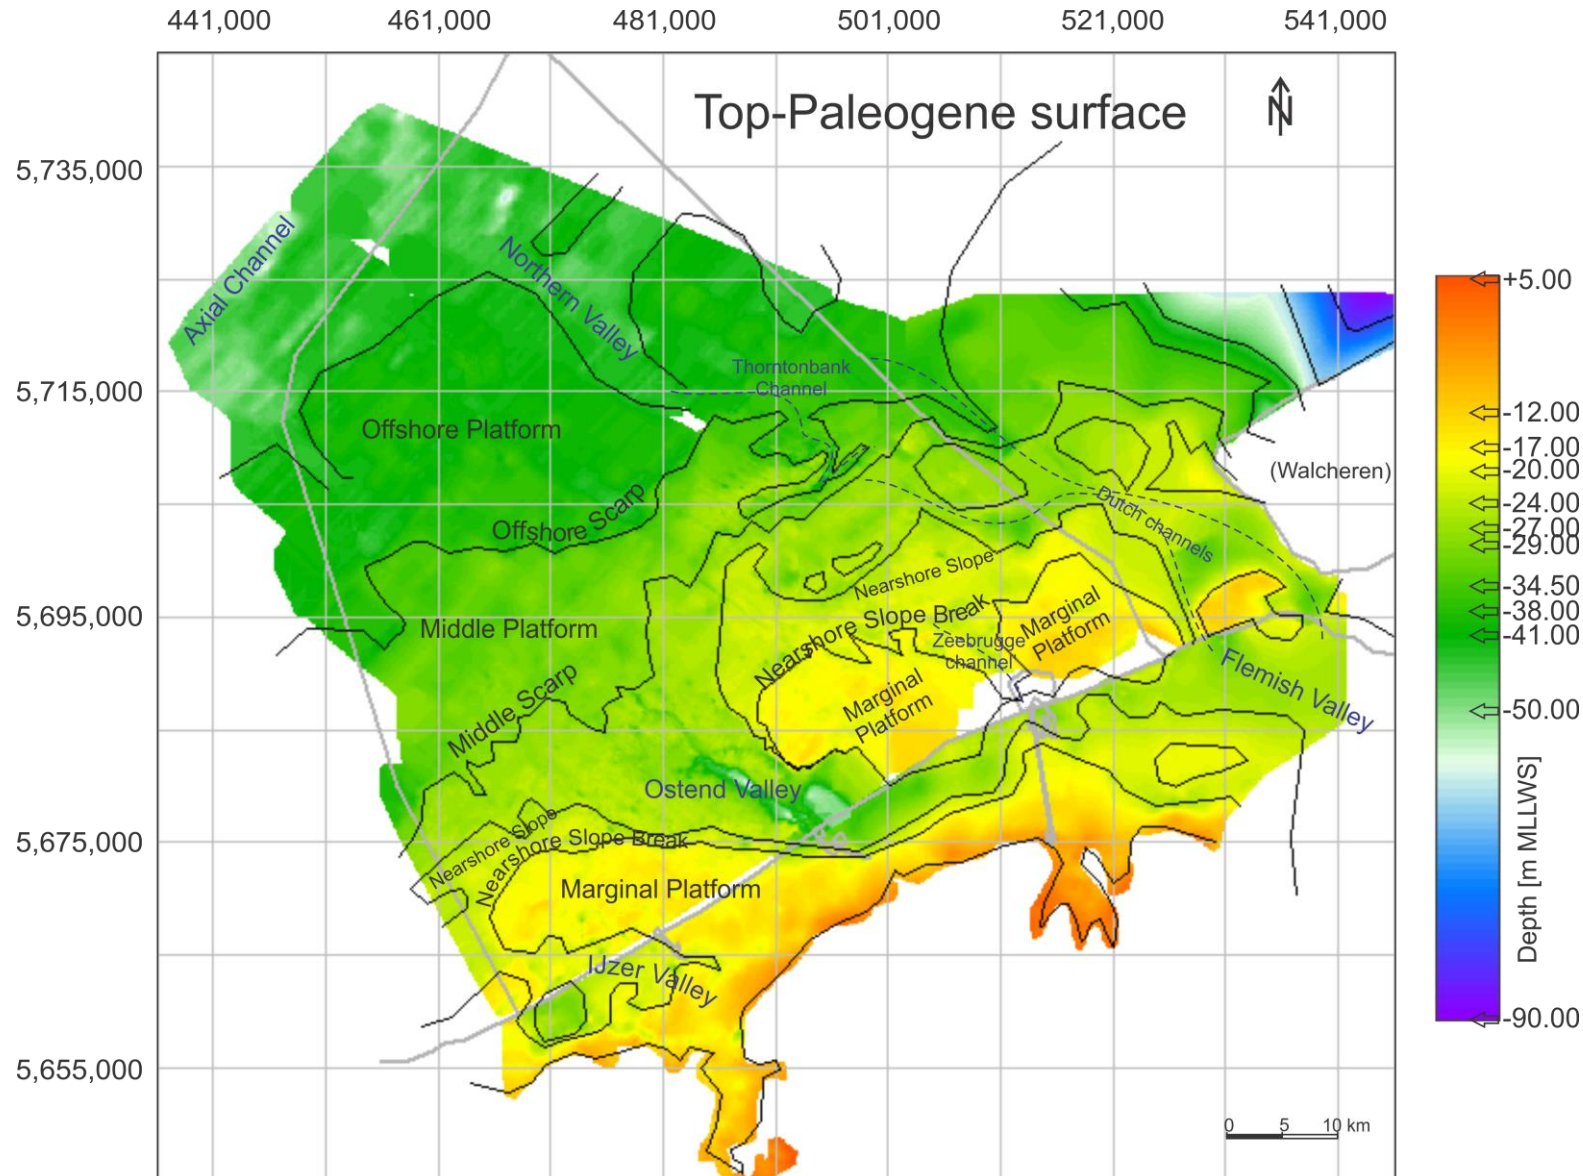 441,000 461,000 481,000 501,000 521,000 541,000
Top-Paleogene surface
N
5,735,000
5,715,000
5,695,000
5,675,000
5,655,000
Axial Channel
Northern Valley
Thorntonbank
Channel
Offshore Platform
(Walcheren)
Offshore Scarp
Dutch channels
Nearshore Slope
Nearshore Slope Break
Marginal
Platform
Middle Platform
Zeebrugge
channel
Flemish Valley
Marginal
Platform
Middle Scarp
Ostend Valley
Nearshore Slope
Nearshore Slope Break
Marginal Platform
IJzer Valley
0 5 10 km
+5.00
-12.00
-17.00
-20.00
-24.00
-27.00
-29.00
-34.50
-38.00
-41.00
-50.00
-90.00
Depth [m MLLWS]